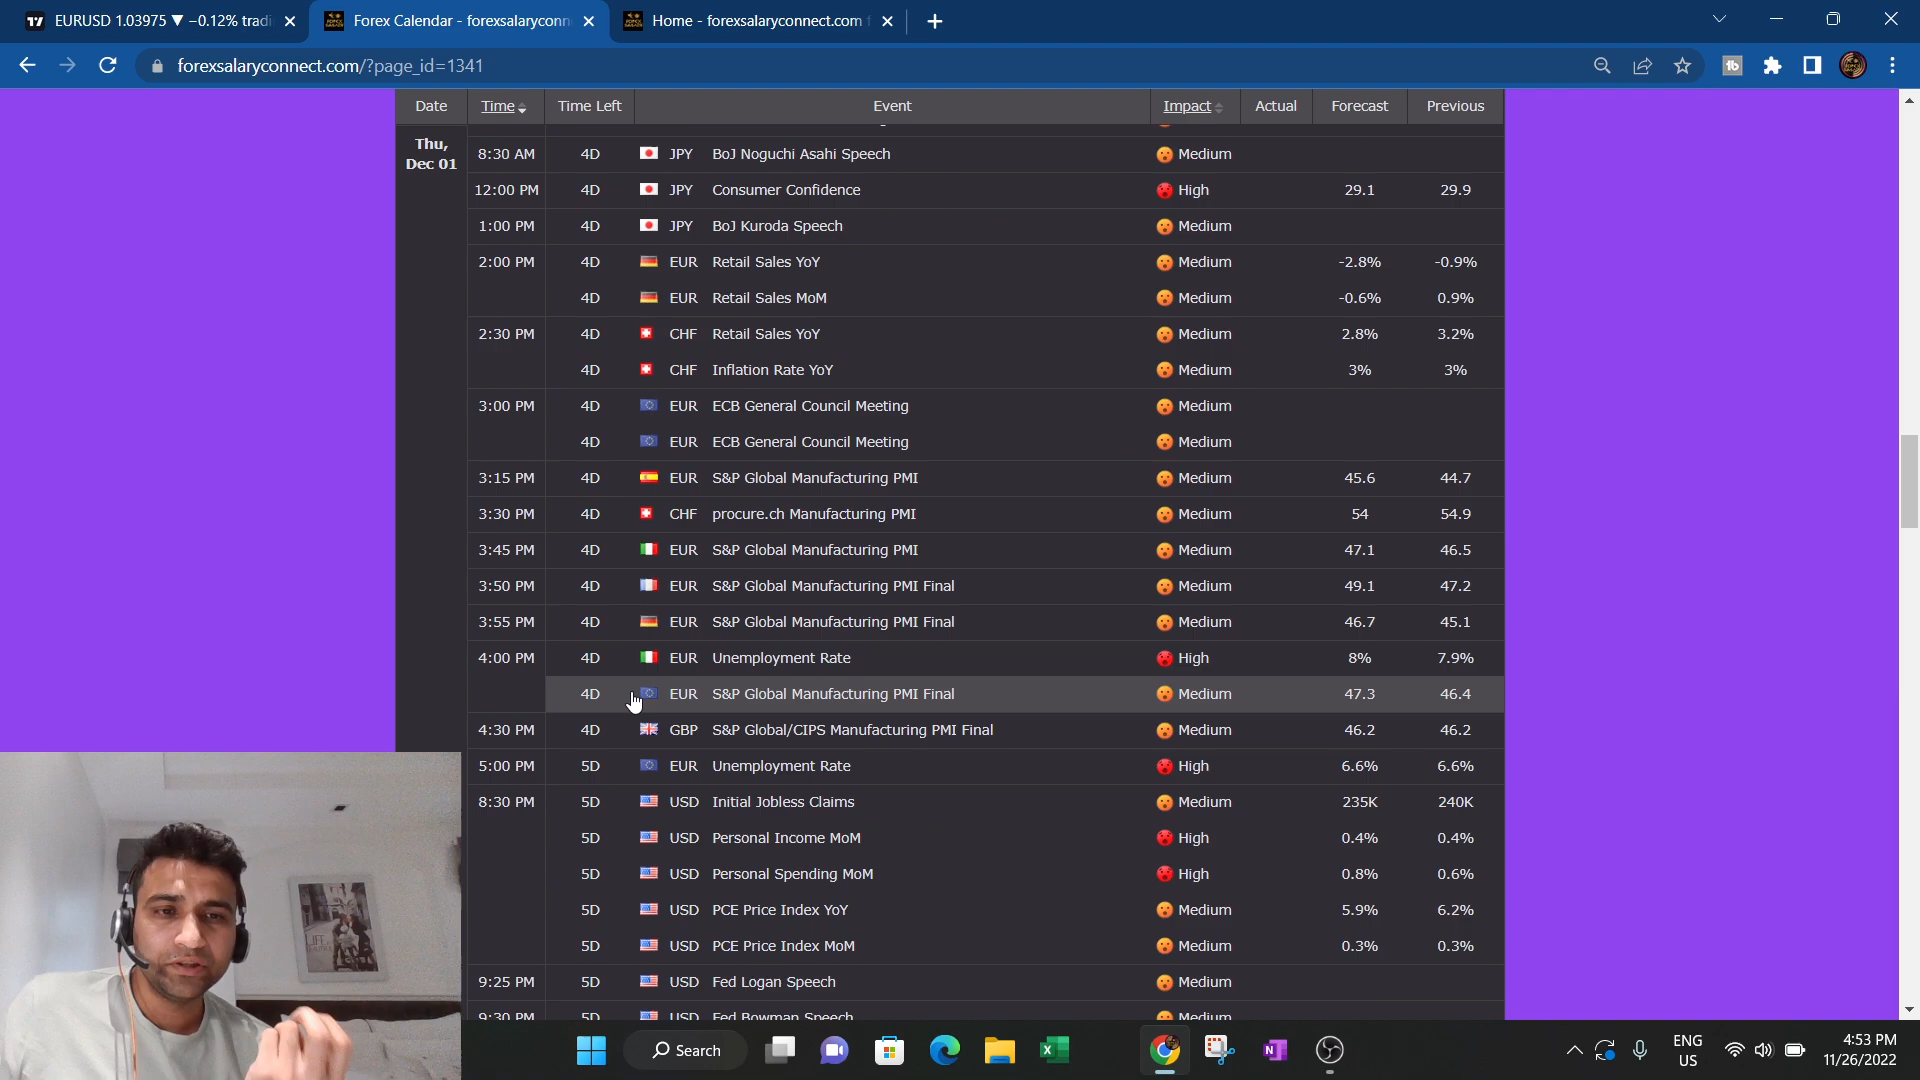 EURUSD 1.03975 ▼ −0.12% tradi
Forex Calendar - forexsalaryconn
Home - forexsalaryconnect.com f
forexsalaryconnect.com/?page_id=1341
Date Time Time Left Event Impact Actual Forecast Previous
Thu, Dec 01
8:30 AM 4D JPY BoJ Noguchi Asahi Speech Medium
12:00 PM 4D JPY Consumer Confidence High 29.1 29.9
1:00 PM 4D JPY BoJ Kuroda Speech Medium
2:00 PM 4D EUR Retail Sales YoY Medium -2.8% -0.9%
4D EUR Retail Sales MoM Medium -0.6% 0.9%
2:30 PM 4D CHF Retail Sales YoY Medium 2.8% 3.2%
4D CHF Inflation Rate YoY Medium 3% 3%
3:00 PM 4D EUR ECB General Council Meeting Medium
4D EUR ECB General Council Meeting Medium
3:15 PM 4D EUR S&P Global Manufacturing PMI Medium 45.6 44.7
3:30 PM 4D CHF procure.ch Manufacturing PMI Medium 54 54.9
3:45 PM 4D EUR S&P Global Manufacturing PMI Medium 47.1 46.5
3:50 PM 4D EUR S&P Global Manufacturing PMI Final Medium 49.1 47.2
3:55 PM 4D EUR S&P Global Manufacturing PMI Final Medium 46.7 45.1
4:00 PM 4D EUR Unemployment Rate High 8% 7.9%
4D EUR S&P Global Manufacturing PMI Final Medium 47.3 46.4
4:30 PM 4D GBP S&P Global/CIPS Manufacturing PMI Final Medium 46.2 46.2
5:00 PM 5D EUR Unemployment Rate High 6.6% 6.6%
8:30 PM 5D USD Initial Jobless Claims Medium 235K 240K
5D USD Personal Income MoM High 0.4% 0.4%
5D USD Personal Spending MoM High 0.8% 0.6%
5D USD PCE Price Index YoY Medium 5.9% 6.2%
5D USD PCE Price Index MoM Medium 0.3% 0.3%
9:25 PM 5D USD Fed Logan Speech Medium
9:30 PM 5D USD Fed Bowman Speech Medium
Search
ENG US
4:53 PM
11/26/2022